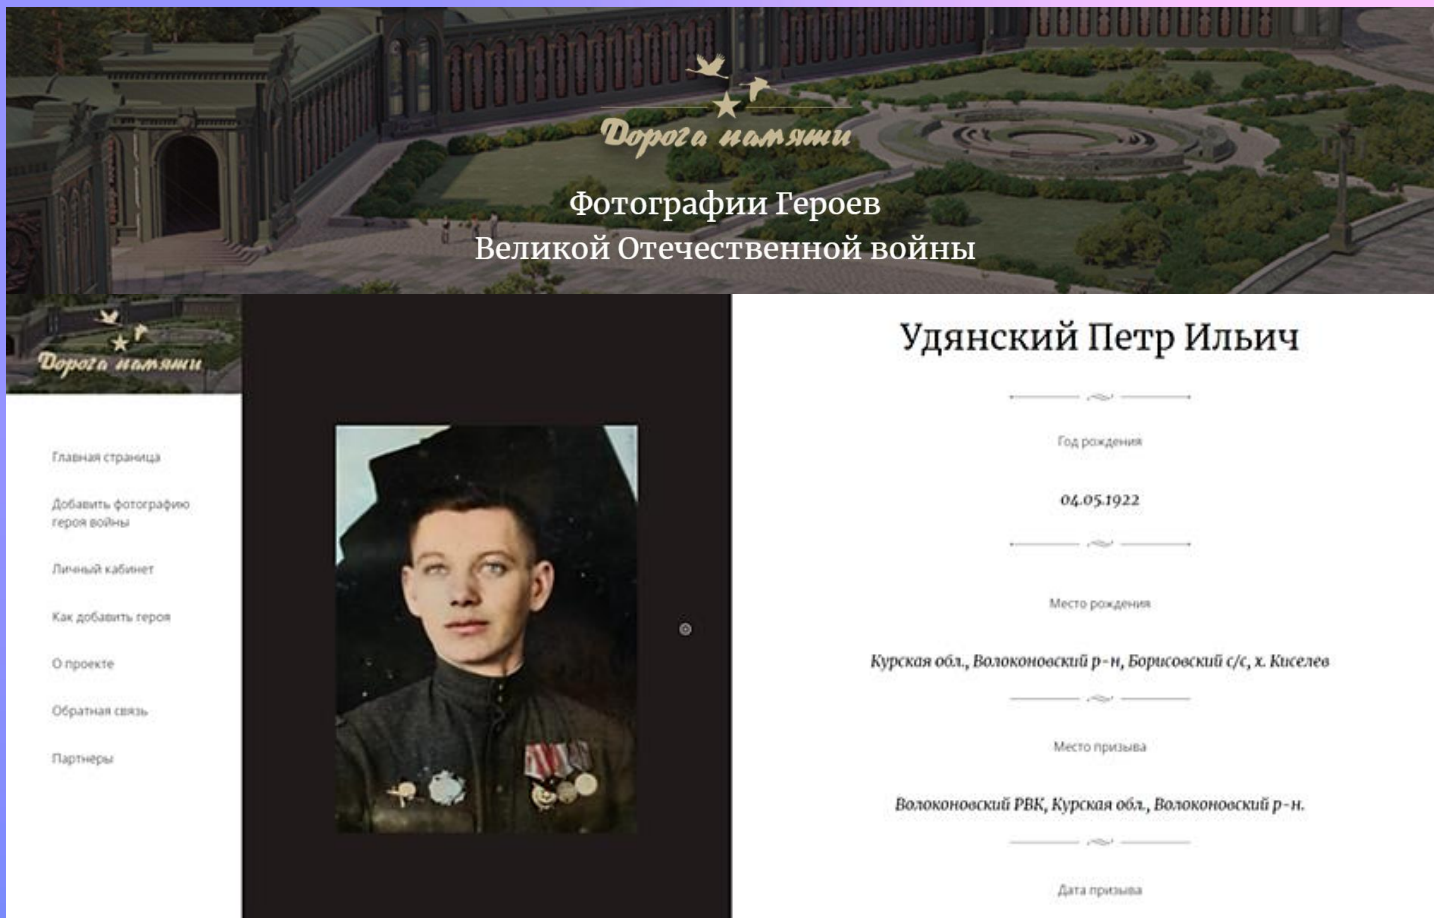 Дорога памяти
Фотографии Героев
Великой Отечественной войны
Дорога памяти
Главная страница
Добавить фотографию
героя войны
Личный кабинет
Как добавить героя
О проекте
Обратная связь
Партнеры
Удянский Петр Ильич
Год рождения
04.05.1922
Место рождения
Курская обл., Волоконовский р-н, Борисовский с/с, х. Киселев
Место призыва
Волоконовский РВК, Курская обл., Волоконовский р-н.
Дата призыва